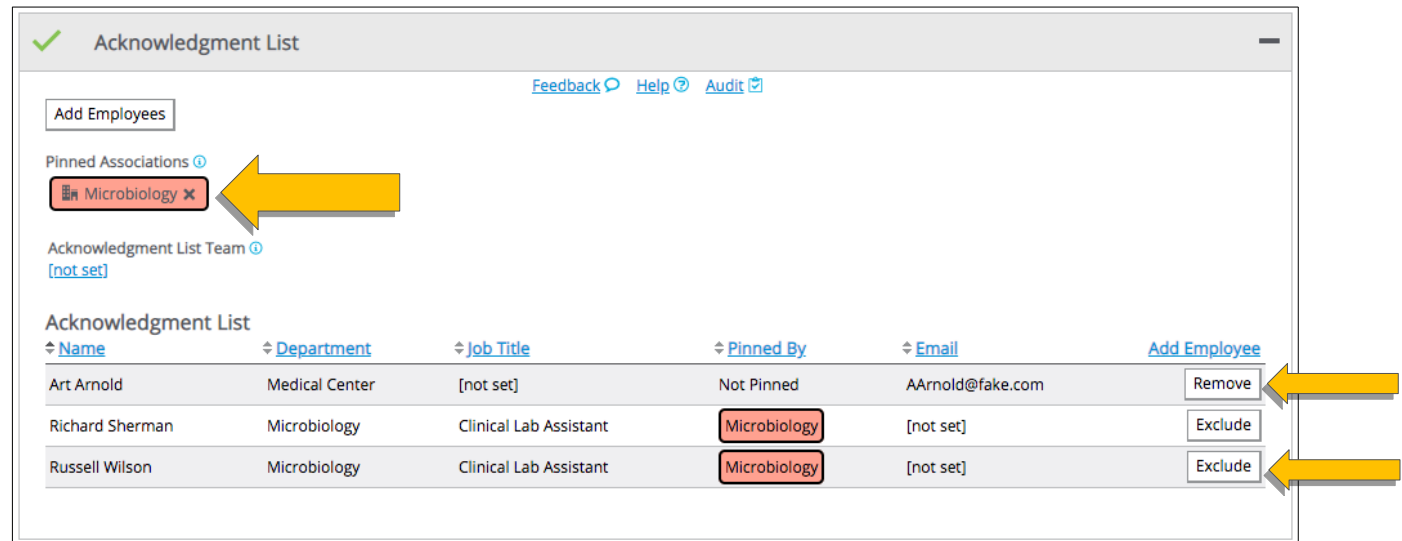 Acknowledgment List
Feedback Help Audit
Add Employees
Pinned Associations
Microbiology
Acknowledgment List Team
[not set]
Acknowledgment List
Name Department Job Title Pinned By Email Add Employee
Art Arnold Medical Center [not set] Not Pinned AArnold@fake.com Remove
Richard Sherman Microbiology Clinical Lab Assistant Microbiology [not set] Exclude
Russell Wilson Microbiology Clinical Lab Assistant Microbiology [not set] Exclude